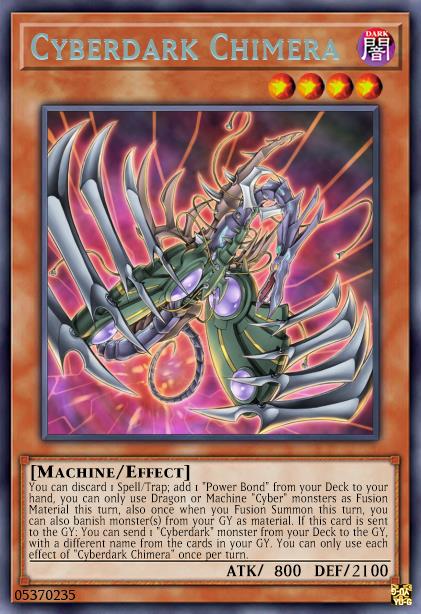 CYBERDARK CHIMERA
DARK
闇
[MACHINE/EFFECT]
You can discard 1 Spell/Trap; add 1 "Power Bond" from your Deck to your
hand, you can only use Dragon or Machine "Cyber" monsters as Fusion
Material this turn, also once when you Fusion Summon this turn, you
can also banish monster(s) from your GY as material. If this card is sent
to the GY: You can send 1 "Cyberdark" monster from your Deck to the GY,
with a different name from the cards in your GY. You can only use each
effect of "Cyberdark Chimera" once per turn.
ATK/ 800 DEF/2100
05370235